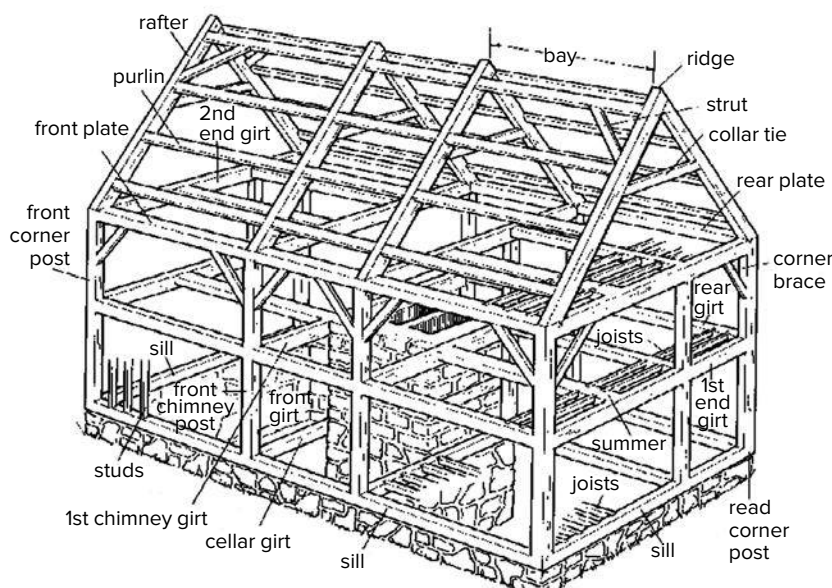 rafter
bay
ridge
purlin
strut
2nd
end girt
collar tie
front plate
rear plate
front
corner
post
corner
brace
rear
girt
joists
sill
front
chimney
post
front
girt
1st
end
girt
summer
studs
joists
1st chimney girt
cellar girt
sill
sill
read
corner
post